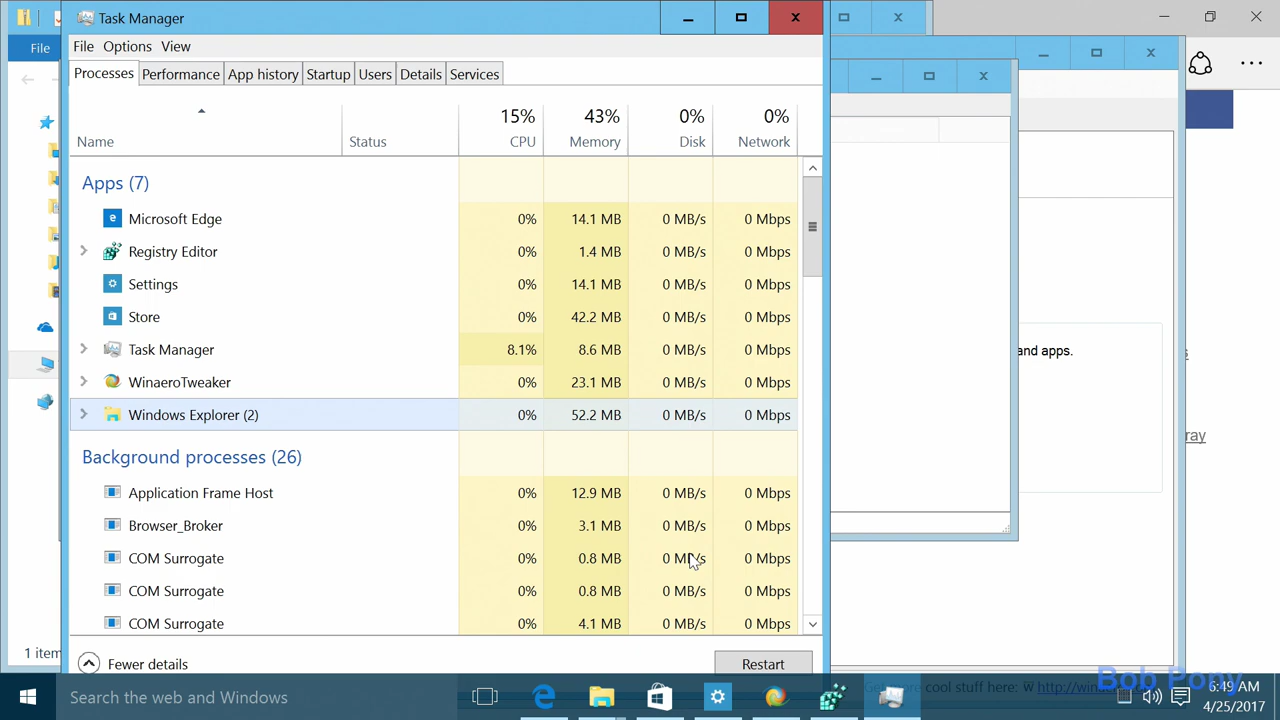 Task Manager
File Options View
File
Processes Performance App history Startup Users Details Services
15% 43% 0% 0%
Name Status CPU Memory Disk Network
Apps (7)
Microsoft Edge 0% 14.1 MB 0 MB/s 0 Mbps
Registry Editor 0% 1.4 MB 0 MB/s 0 Mbps
Settings 0% 14.1 MB 0 MB/s 0 Mbps
Store 0% 42.2 MB 0 MB/s 0 Mbps
Task Manager 8.1% 8.6 MB 0 MB/s 0 Mbps
and apps.
WinaeroTweaker 0% 23.1 MB 0 MB/s 0 Mbps
Windows Explorer (2) 0% 52.2 MB 0 MB/s 0 Mbps
ray
Background processes (26)
Application Frame Host 0% 12.9 MB 0 MB/s 0 Mbps
Browser_Broker 0% 3.1 MB 0 MB/s 0 Mbps
COM Surrogate 0% 0.8 MB 0 MB/s 0 Mbps
COM Surrogate 0% 0.8 MB 0 MB/s 0 Mbps
COM Surrogate 0% 4.1 MB 0 MB/s 0 Mbps
1 item
Fewer details Restart
Bob Pony
Search the web and Windows
Get more cool stuff here:
6:49 AM
4/25/2017